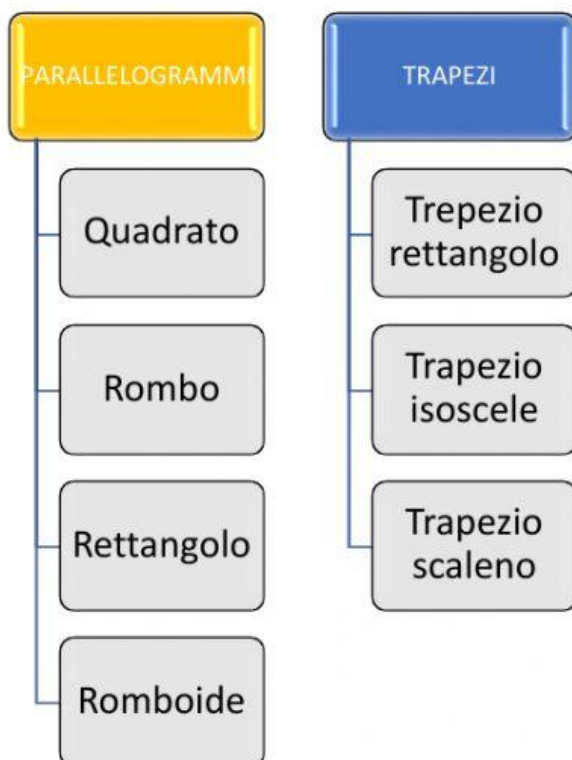 PARALLELOGRAMMI
Quadrato
Rombo
Rettangolo
Romboide
TRAPEZI
Trepezio
rettangolo
Trapezio
isoscele
Trapezio
scaleno